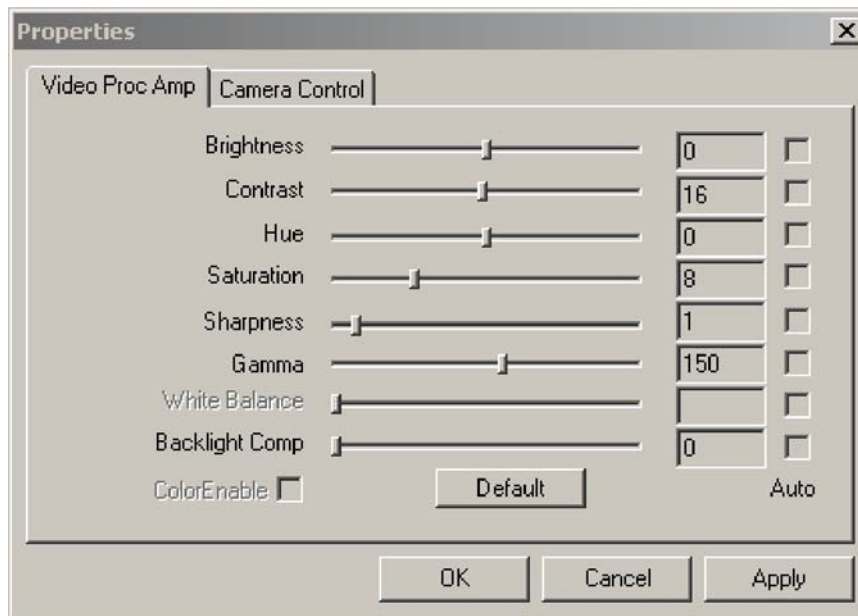 Properties
Video Proc Amp
Camera Control
Brightness 0
Contrast 16
Hue 0
Saturation 8
Sharpness 1
Gamma 150
White Balance
Backlight Comp 0
ColorEnable Default Auto
OK Cancel Apply